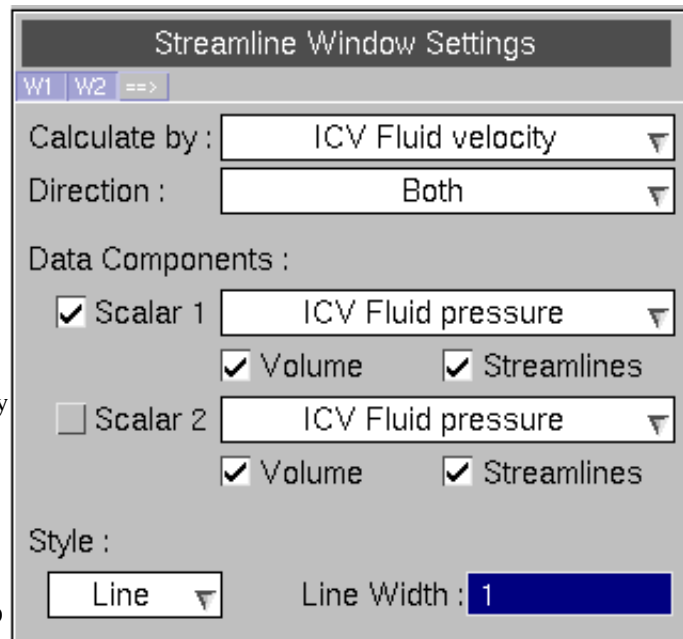 Streamline Window Settings
W1 W2 ==>
Calculate by : ICV Fluid velocity
Direction : Both
Data Components :
Scalar 1 ICV Fluid pressure
Volume Streamlines
y
Scalar 2 ICV Fluid pressure
Volume Streamlines
Style :
Line Line Width : 1